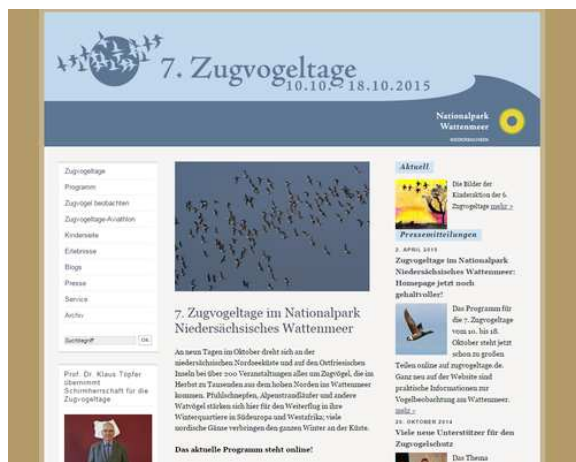 7. Zugvogeltage
10.10. - 18.10.2015
Nationalpark
Wattenmeer
NIEDERSACHSEN
Zugvogeltage
Programm
Zugvögel beobachten
Zugvogeltage-Aviathlon
Kinderseite
Erlebnisse
Blogs
Presse
Service
Archiv
Suchbegriff
Ok
Prof. Dr. Klaus Töpfer
übernimmt
Schirmherrschaft für die
Zugvogeltage
7. Zugvogeltage im Nationalpark
Niedersächsisches Wattenmeer
An neun Tagen im Oktober dreht sich an der
niedersächsischen Nordseeküste und auf den Ostfriesischen
Inseln bei über 200 Veranstaltungen alles um Zugvögel, die im
Herbst zu Tausenden aus dem hohen Norden im Wattenmeer
kommen. Pfuhlschnepfen, Alpenstrandläufer und andere
Watvögel stärken sich hier für den Weiterflug in ihre
Winterquartiere in Südeuropa und Westafrika; viele
nordische Gänse verbringen den ganzen Winter an der Küste.
Das aktuelle Programm steht online!
Aktuell
Die Bilder der
Kinderaktion der 6.
Zugvogeltage mehr »
Pressemitteilungen
2. APRIL 2015
Zugvogeltage im Nationalpark
Niedersächsisches Wattenmeer:
Homepage jetzt noch
gehaltvoller!
Das Programm für
die 7. Zugvogeltage
vom 10. bis 18.
Oktober steht jetzt
schon zu großen
Teilen online auf zugvogeltage.de.
Ganz neu auf der Website sind
praktische Informationen zur
Vogelbeobachtung am Wattenmeer.
mehr »
20. OKTOBER 2014
Viele neue Unterstützer für den
Zugvogelschutz
Das Thema